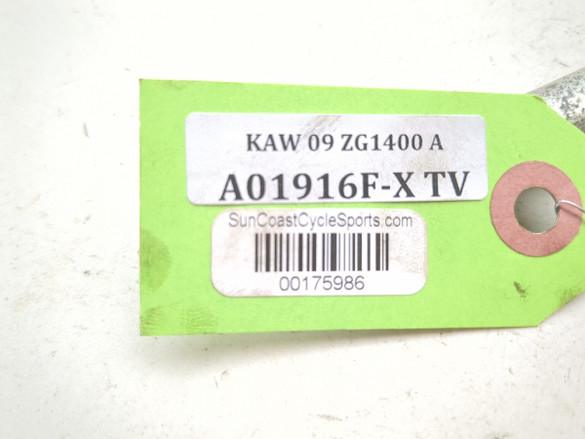 KAW 09 ZG1400 A
A01916F-X TV
SunCoastCycleSports.com
00175986